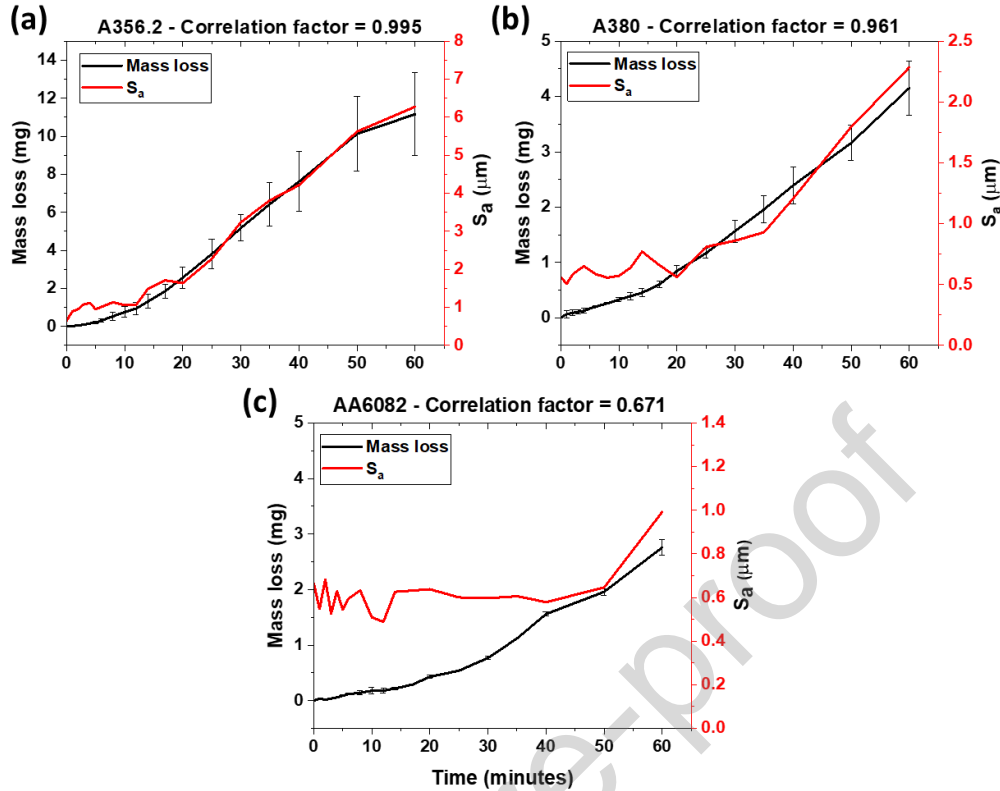 (a)
A356.2 - Correlation factor = 0.995
Mass loss
Sa
Mass loss (mg)
14
12
10
8
6
4
2
0
0 10 20 30 40 50 60
8
7
6
5
4
3
2
1
0
Sa (μm)
(b)
A380 - Correlation factor = 0.961
Mass loss
Sa
Mass loss (mg)
5
4
3
2
1
0
0 10 20 30 40 50 60
2.5
2.0
1.5
1.0
0.5
0.0
Sa (μm)
(c)
AA6082 - Correlation factor = 0.671
Mass loss
Sa
Mass loss (mg)
5
4
3
2
1
0
0 10 20 30 40 50 60
1.4
1.2
1.0
0.8
0.6
0.4
0.2
0.0
Sa (μm)
Time (minutes)
e-proof